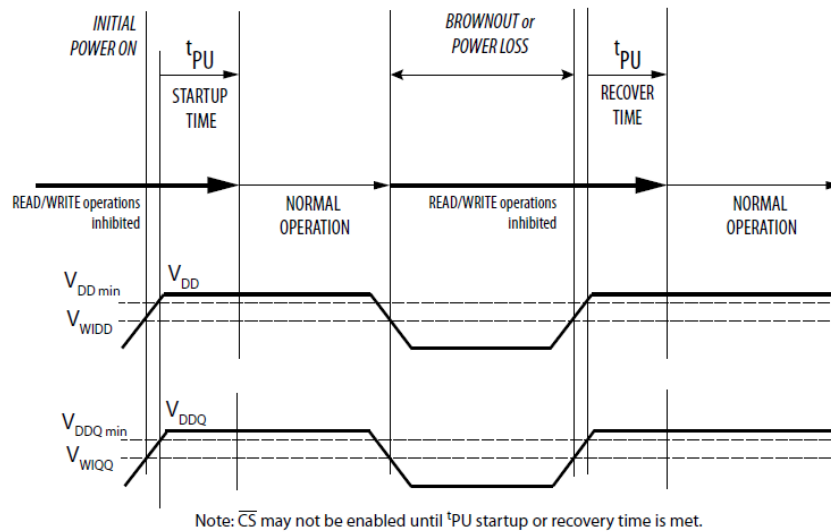 INITIAL
POWER ON
tPU
STARTUP
TIME
BROWNOUT or
POWER LOSS
tPU
RECOVER
TIME
READ/WRITE operations
inhibited
NORMAL
OPERATION
READ/WRITE operations
inhibited
NORMAL
OPERATION
VDD min
VDD
VWIDD
VDDQ min
VDDQ
VWIQQ
Note: C̅S̅ may not be enabled until ᵗPU startup or recovery time is met.